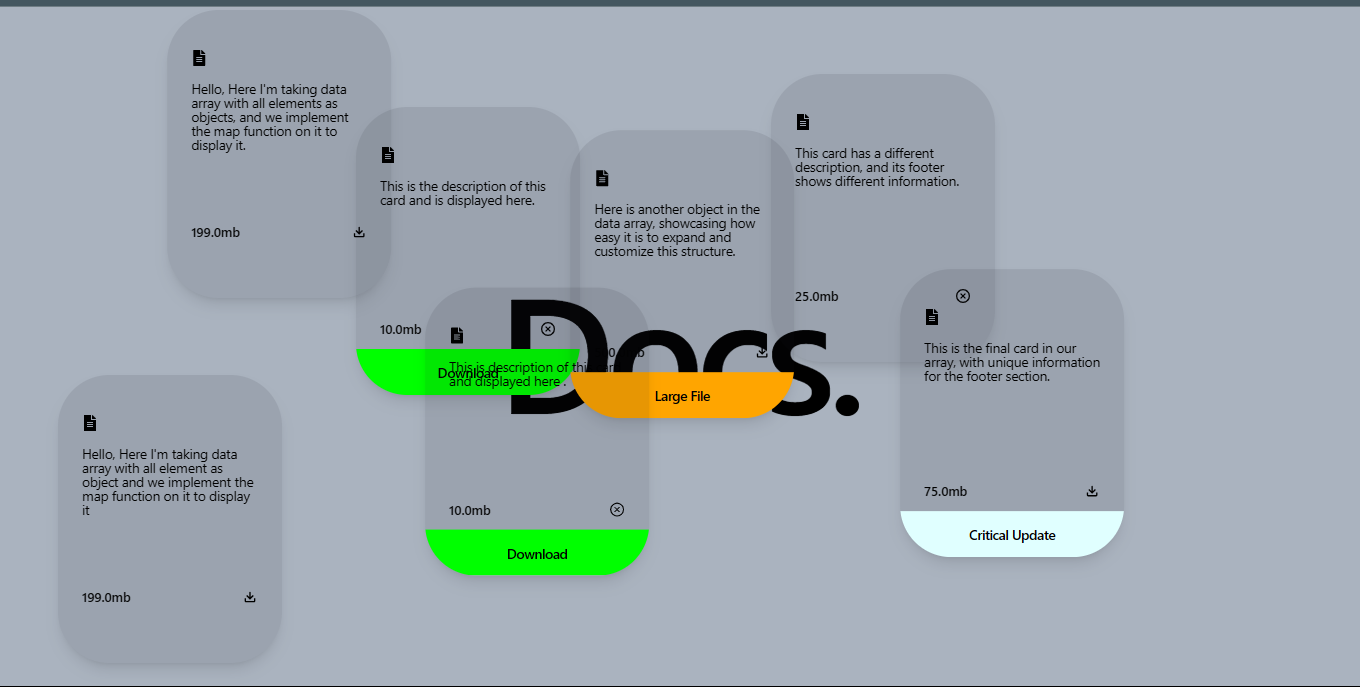 Hello, Here I'm taking data
array with all elements as
objects, and we implement
the map function on it to
display it.
199.0mb
This is the description of this
card and is displayed here.
10.0mb
Download
Here is another object in the
data array, showcasing how
easy it is to expand and
customize this structure.
Large File
This card has a different
description, and its footer
shows different information.
25.0mb
Docs.
This is description of this
and displayed here .
10.0mb
Download
This is the final card in our
array, with unique information
for the footer section.
75.0mb
Critical Update
Hello, Here I'm taking data
array with all element as
object and we implement the
map function on it to display
it
199.0mb